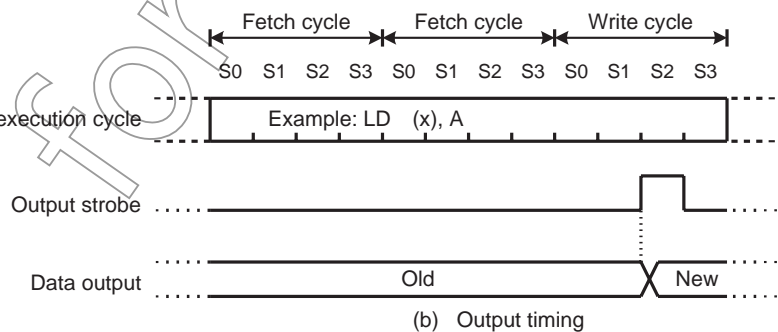 Fetch cycle Fetch cycle Write cycle
S0 S1 S2 S3 S0 S1 S2 S3 S0 S1 S2 S3
execution cycle Example: LD (x), A
Output strobe
Data output Old New
(b) Output timing
for